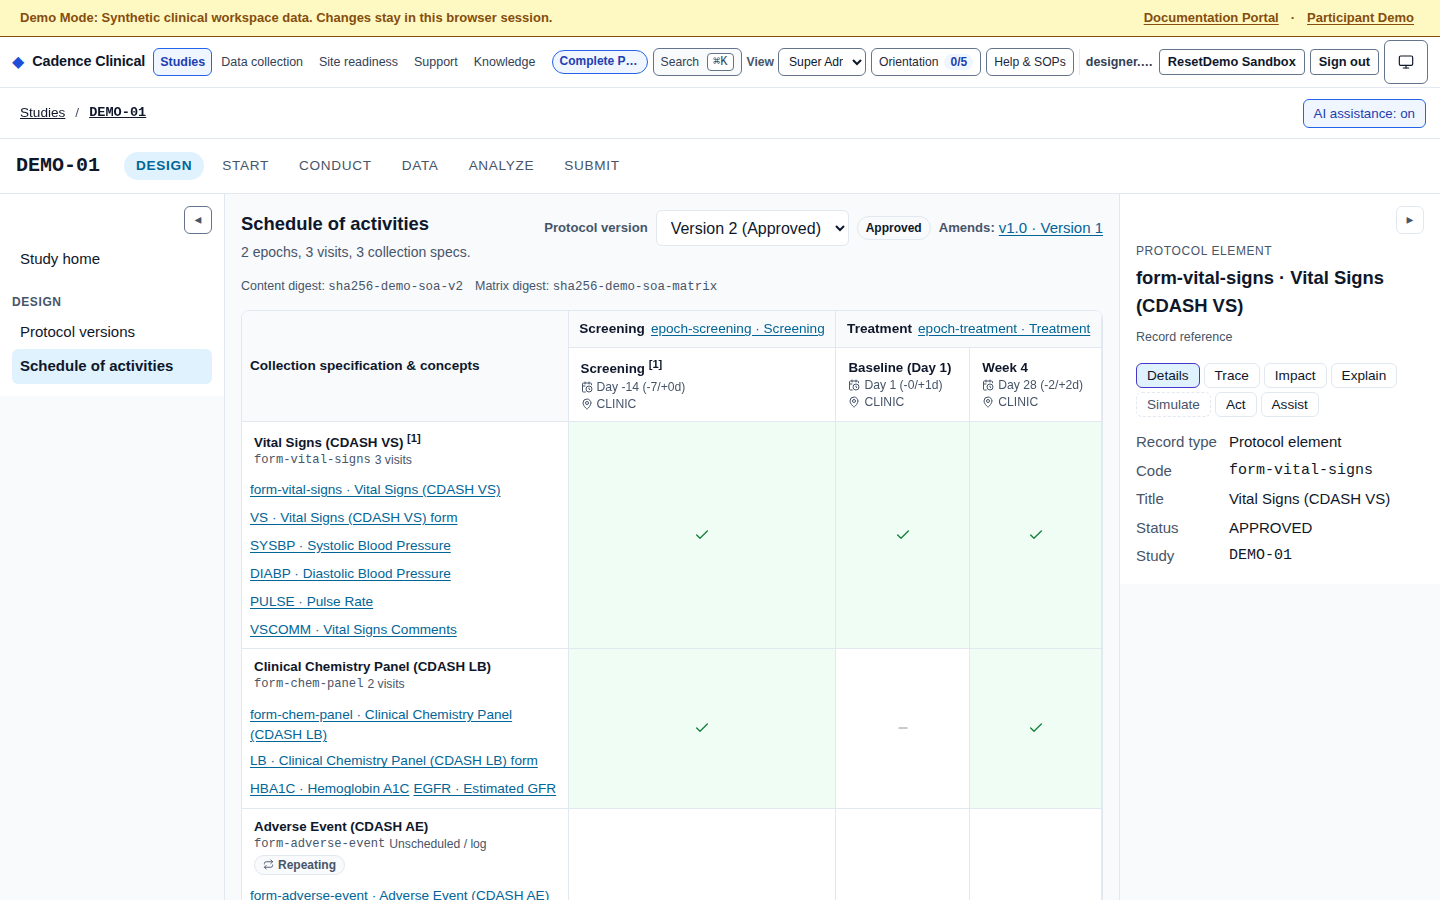 Demo Mode: Synthetic clinical workspace data. Changes stay in this browser session.
Documentation Portal · Participant Demo
Cadence Clinical Studies Data collection Site readiness Support Knowledge Complete P… Search ⌘K View Super Adr Orientation 0/5 Help & SOPs designer.… ResetDemo Sandbox Sign out
Studies / DEMO-01
AI assistance: on
DEMO-01 DESIGN START CONDUCT DATA ANALYZE SUBMIT
Study home
DESIGN
Protocol versions
Schedule of activities
Schedule of activities
2 epochs, 3 visits, 3 collection specs.
Protocol version Version 2 (Approved) Approved Amends: v1.0 · Version 1
Content digest: sha256-demo-soa-v2 Matrix digest: sha256-demo-soa-matrix
Collection specification & concepts
Screening epoch-screening · Screening
Treatment epoch-treatment · Treatment
Screening [1]
Day -14 (-7/+0d)
CLINIC
Baseline (Day 1)
Day 1 (-0/+1d)
CLINIC
Week 4
Day 28 (-2/+2d)
CLINIC
Vital Signs (CDASH VS) [1]
form-vital-signs 3 visits
form-vital-signs · Vital Signs (CDASH VS)
VS · Vital Signs (CDASH VS) form
SYSBP · Systolic Blood Pressure
DIABP · Diastolic Blood Pressure
PULSE · Pulse Rate
VSCOMM · Vital Signs Comments
Clinical Chemistry Panel (CDASH LB)
form-chem-panel 2 visits
form-chem-panel · Clinical Chemistry Panel
(CDASH LB)
LB · Clinical Chemistry Panel (CDASH LB) form
HBA1C · Hemoglobin A1C EGFR · Estimated GFR
Adverse Event (CDASH AE)
form-adverse-event Unscheduled / log
Repeating
form-adverse-event · Adverse Event (CDASH AE)
PROTOCOL ELEMENT
form-vital-signs · Vital Signs
(CDASH VS)
Record reference
Details Trace Impact Explain
Simulate Act Assist
Record type Protocol element
Code form-vital-signs
Title Vital Signs (CDASH VS)
Status APPROVED
Study DEMO-01